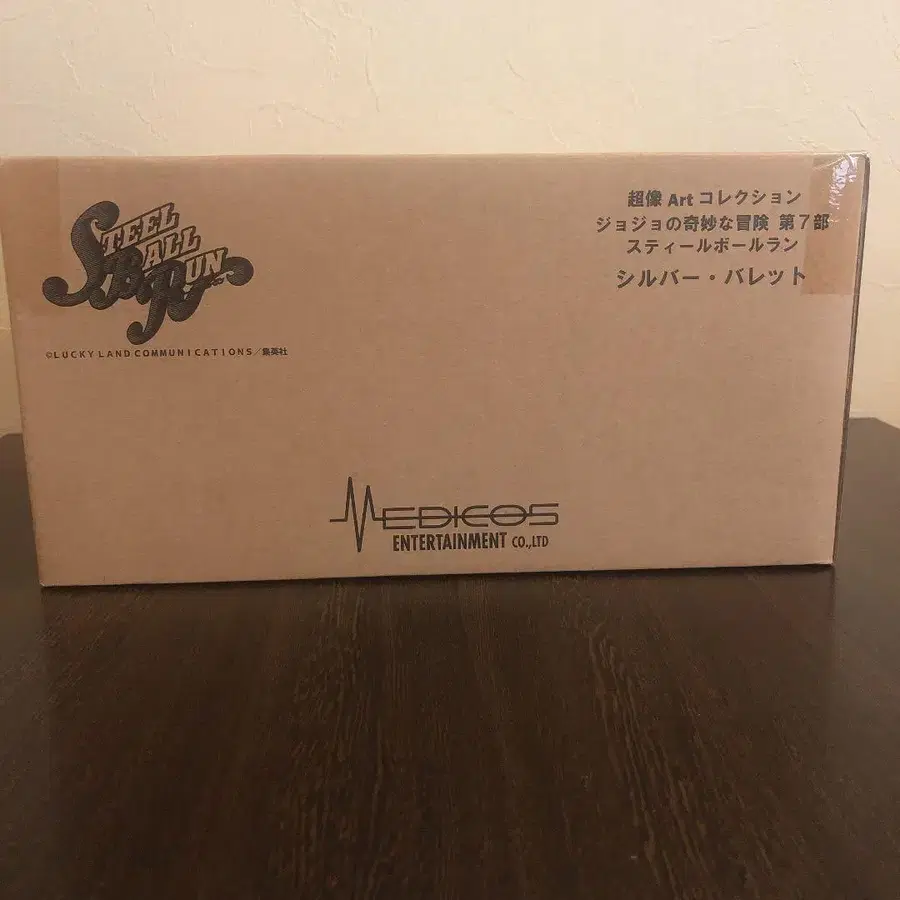 STEEL
BALL
RUN
©LUCKY LAND COMMUNICATIONS／集英社
超像 Art コレクション
ジョジョの奇妙な冒険 第7部
スティールボールラン
シルバー・バレット
MEDICOS
ENTERTAINMENT CO.,LTD